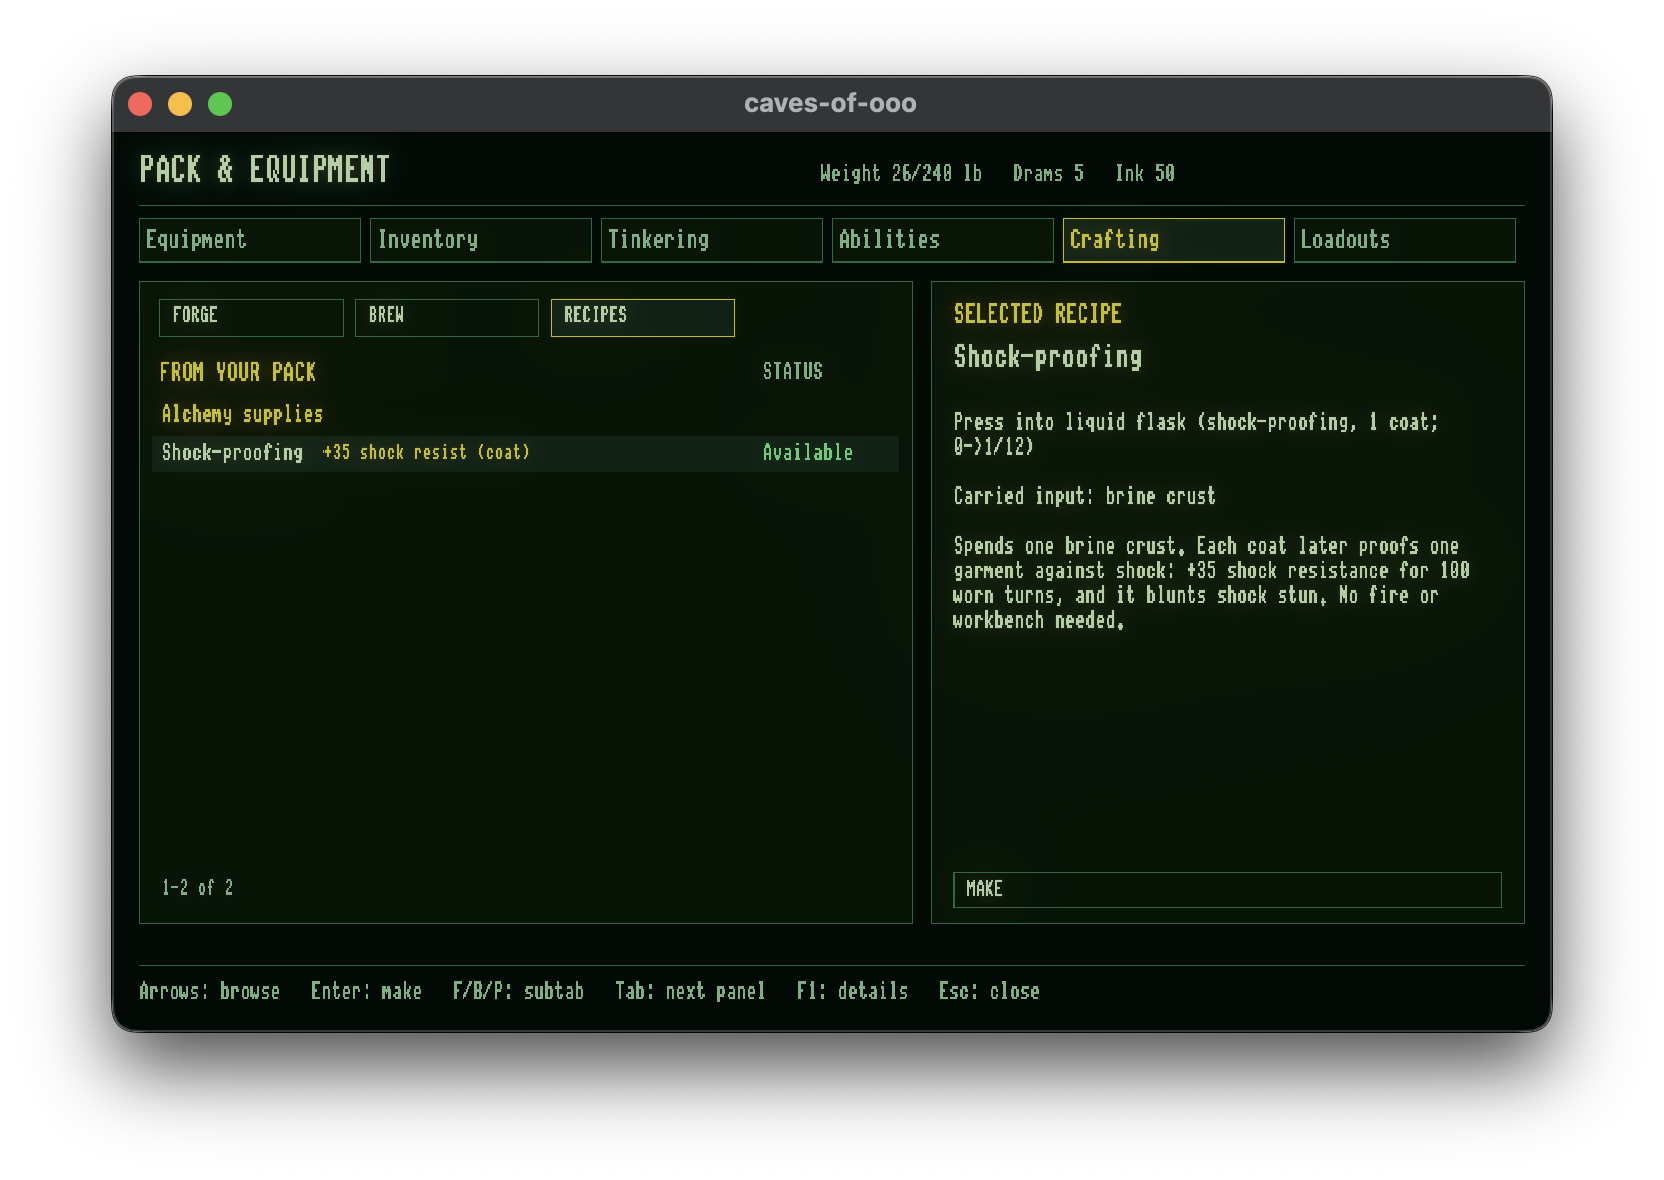 caves-of-ooo
PACK & EQUIPMENT
Weight 26/240 lb Drams 5 Ink 50
Equipment Inventory Tinkering Abilities Crafting Loadouts
FORGE BREW RECIPES
FROM YOUR PACK STATUS
Alchemy supplies
Shock-proofing +35 shock resist (coat) Available
1-2 of 2
SELECTED RECIPE
Shock-proofing
Press into liquid flask (shock-proofing, 1 coat;
0->1/12)
Carried input: brine crust
Spends one brine crust. Each coat later proofs one
garment against shock: +35 shock resistance for 100
worn turns, and it blunts shock stun. No fire or
workbench needed.
MAKE
Arrows: browse Enter: make F/B/P: subtab Tab: next panel F1: details Esc: close